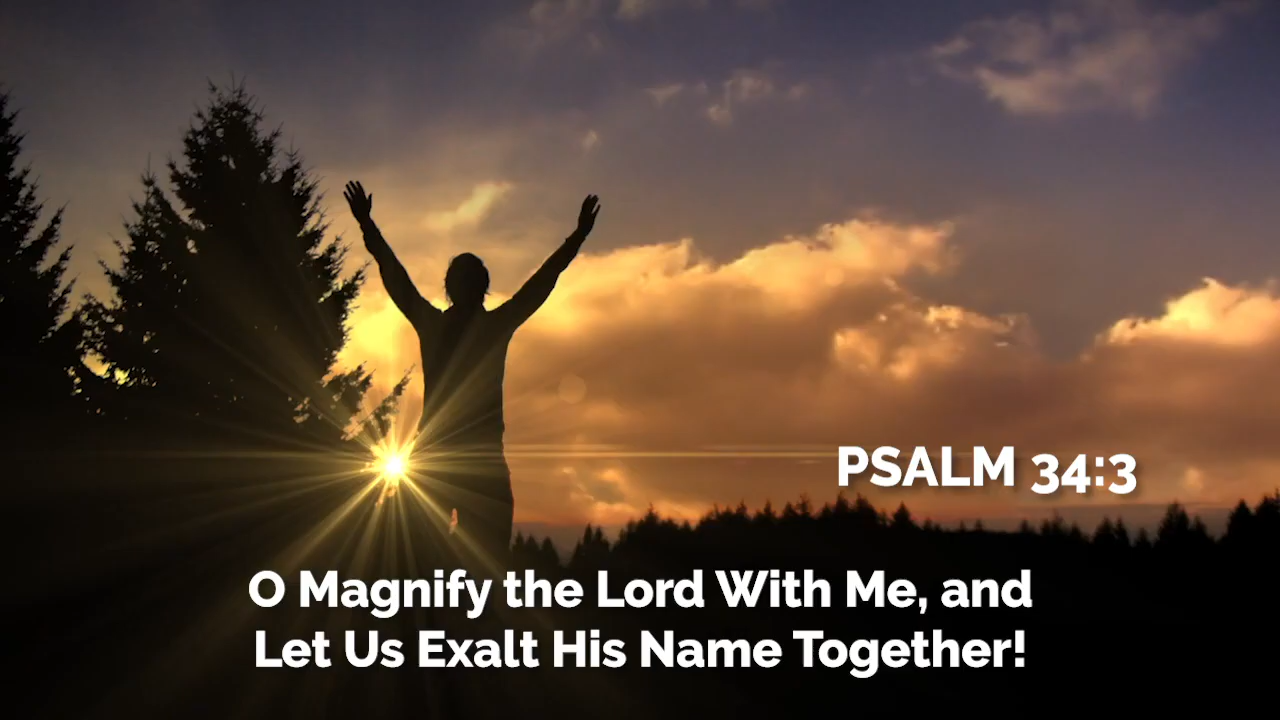 PSALM 34:3
O Magnify the Lord With Me, and
Let Us Exalt His Name Together!